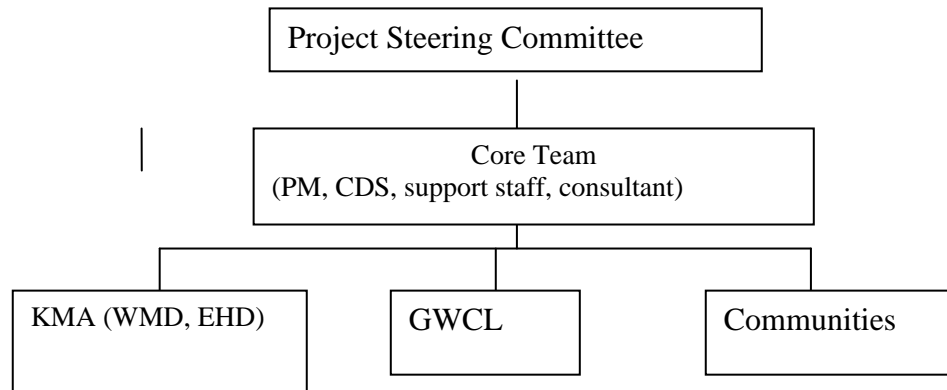 Project Steering Committee
Core Team
(PM, CDS, support staff, consultant)
KMA (WMD, EHD)
GWCL
Communities